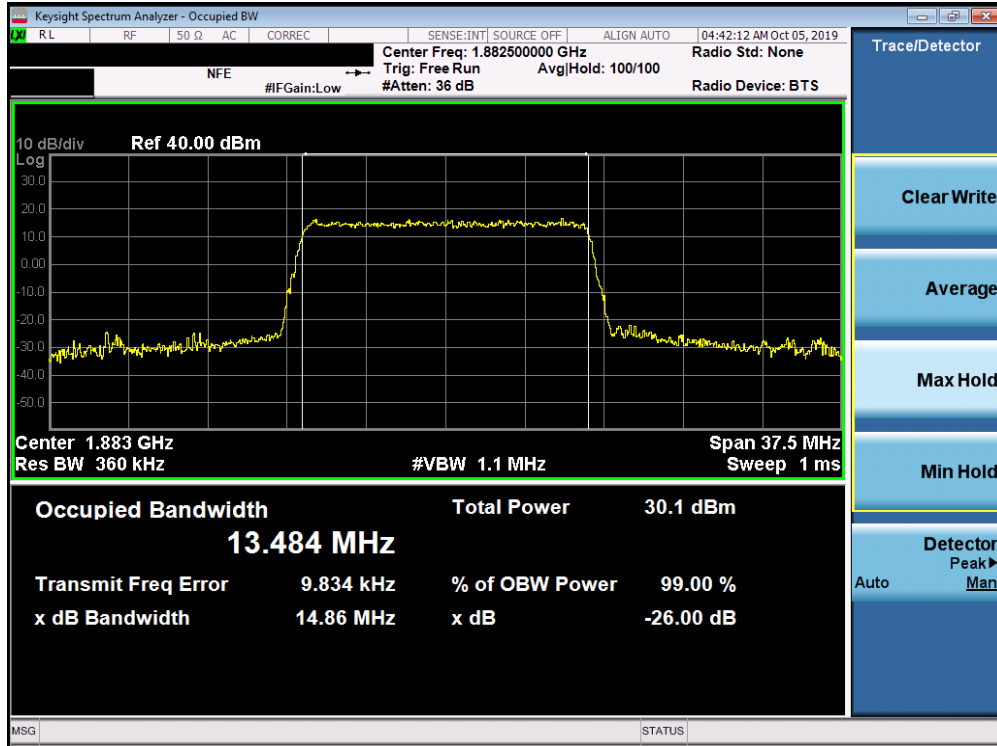 Keysight Spectrum Analyzer - Occupied BW
LXI RL RF 50 Ω AC CORREC SENSE:INT SOURCE OFF ALIGN AUTO 04:42:12 AM Oct 05, 2019
Center Freq: 1.882500000 GHz Radio Std: None
NFE Trig: Free Run Avg|Hold: 100/100
#IFGain:Low #Atten: 36 dB Radio Device: BTS
Trace/Detector
10 dB/div Ref 40.00 dBm
Log
30.0
20.0
10.0
0.00
-10.0
-20.0
-30.0
-40.0
-50.0
Center 1.883 GHz Span 37.5 MHz
Res BW 360 kHz #VBW 1.1 MHz Sweep 1 ms
Occupied Bandwidth Total Power 30.1 dBm
13.484 MHz
Transmit Freq Error 9.834 kHz % of OBW Power 99.00 %
x dB Bandwidth 14.86 MHz x dB -26.00 dB
Clear Write
Average
Max Hold
Min Hold
Detector
Peak▶
Auto Man
MSG STATUS